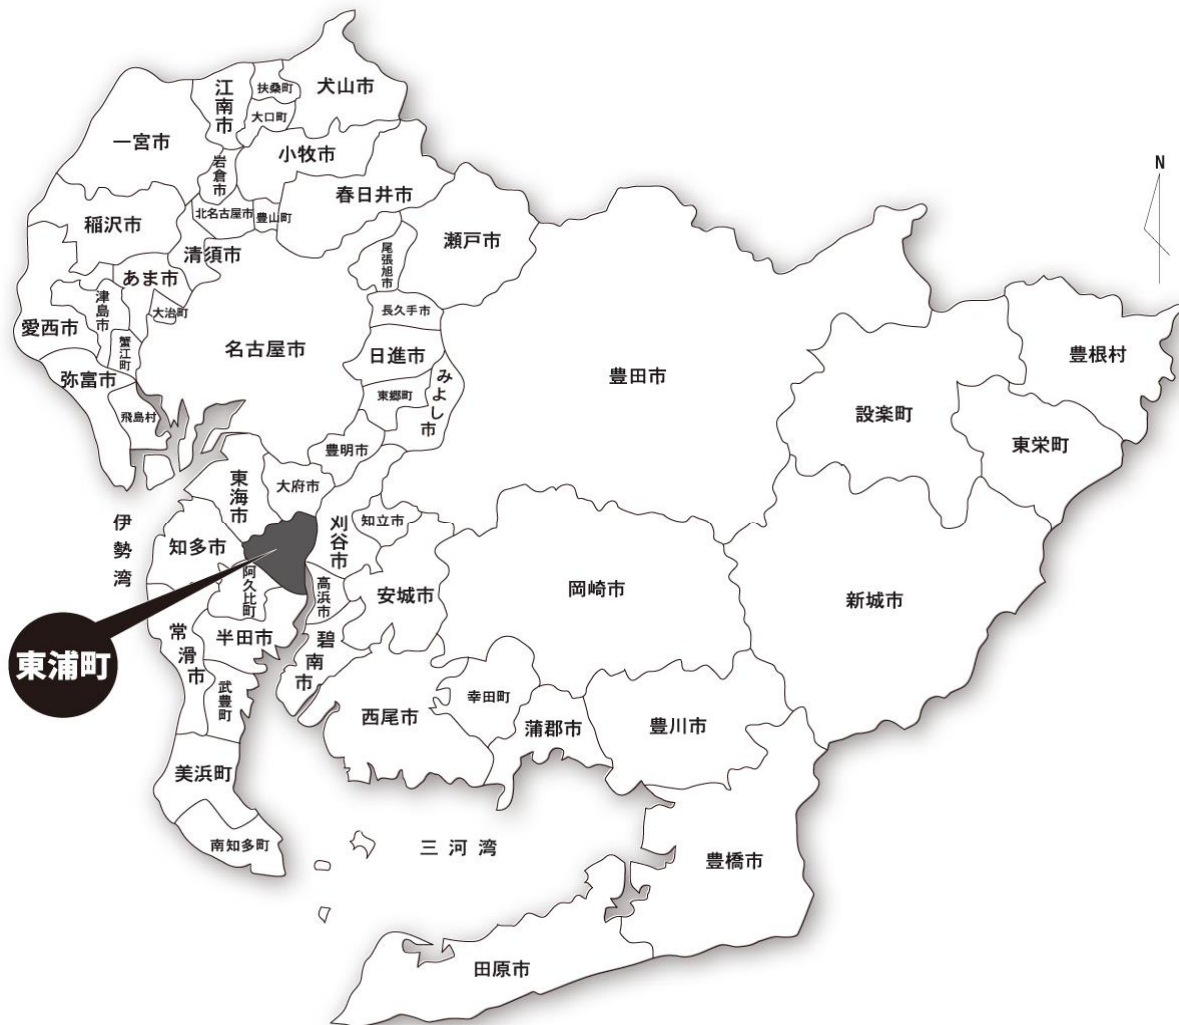 犬山市
扶桑町
江南市
大口町
一宮市
小牧市
岩倉市
春日井市
N
北名古屋市
豊山町
稲沢市
瀬戸市
清須市
尾張旭市
あま市
津島市
大治町
長久手市
愛西市
蟹江町
名古屋市
日進市
豊根村
弥富市
みよし市
豊田市
東郷町
設楽町
飛島村
東栄町
豊明市
東海市
大府市
伊勢湾
刈谷市
知立市
知多市
阿久比町
高浜市
安城市
岡崎市
新城市
常滑市
半田市
碧南市
東浦町
武豊町
幸田町
西尾市
蒲郡市
豊川市
美浜町
南知多町
三河湾
豊橋市
田原市